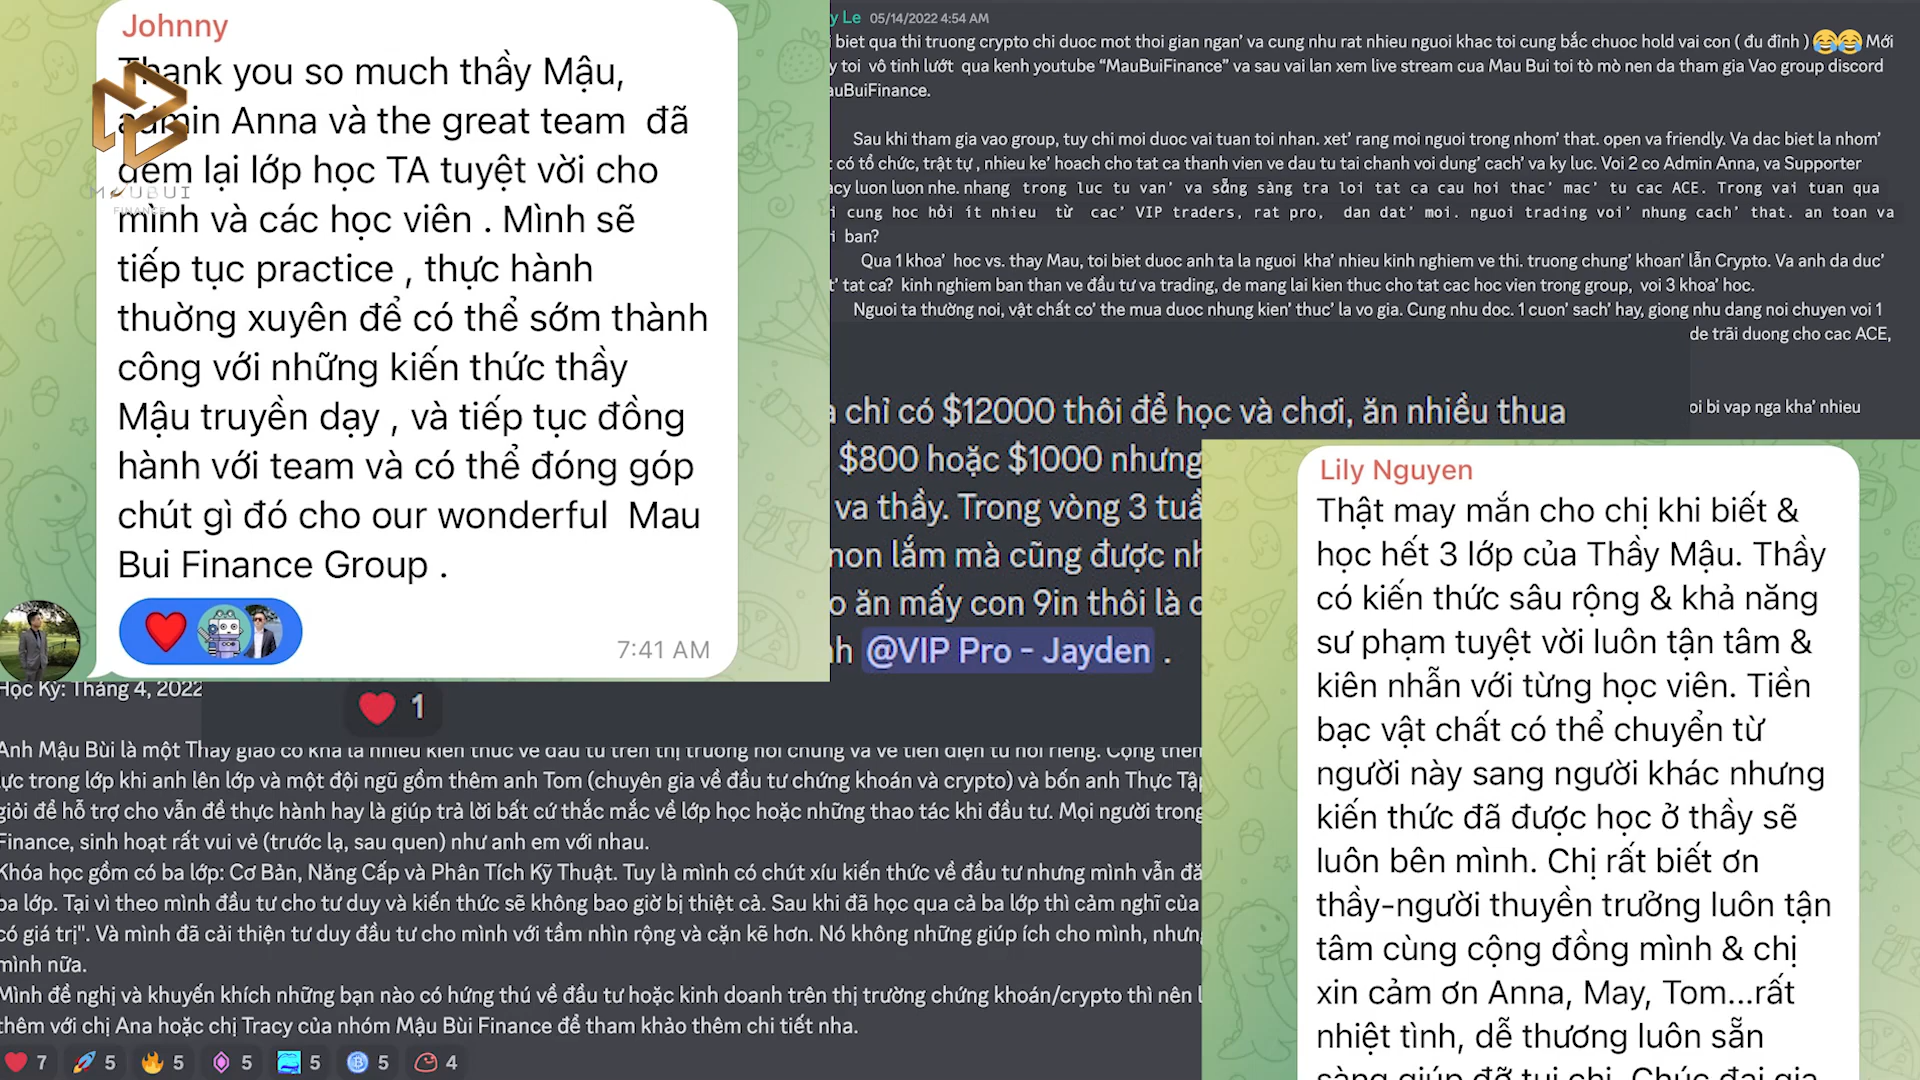 Johnny
Thank you so much thầy Mậu,
admin Anna và the great team đã
đem lại lớp học TA tuyệt vời cho
mình và các học viên . Mình sẽ
tiếp tục practice , thực hành
thuờng xuyên để có thể sớm thành
công với những kiến thức thầy
Mậu truyền dạy , và tiếp tục đồng
hành với team và có thể đóng góp
chút gì đó cho our wonderful Mau
Bui Finance Group .
7:41 AM
MAUBUI
FINANCE
y Le 05/14/2022 4:54 AM
i biet qua thi truong crypto chi duoc mot thoi gian ngan’ va cung nhu rat nhieu nguoi khac toi cung bắc chuoc hold vai con ( đu đỉnh ) 😂😂 Mới
y toi vô tinh lướt qua kenh youtube “MauBuiFinance” va sau vai lan xem live stream cua Mau Bui toi tò mò nen da tham gia Vao group discord
auBuiFinance.
Sau khi tham gia vao group, tuy chi moi duoc vai tuan toi nhan. xet’ rang moi nguoi trong nhom’ that. open va friendly. Va dac biet la nhom’
có tổ chức, trật tự , nhieu ke’ hoach cho tat ca thanh vien ve dau tu tai chanh voi dung’ cach’ va ky luc. Voi 2 co Admin Anna, va Supporter
acy luon luon nhe. nhang trong luc tu van’ va sẵng sàng tra loi tat ca cau hoi thac’ mac’ tu cac ACE. Trong vai tuan qua
i cung hoc hỏi ít nhieu từ cac’ VIP traders, rat pro, dan dat’ moi. nguoi trading voi’ nhung cach’ that. an toan va
i ban?
Qua 1 khoa’ hoc vs. thay Mau, toi biet duoc anh ta la nguoi kha’ nhieu kinh nghiem ve thi. truong chung’ khoan’ lẫn Crypto. Va anh da duc’
t’ tat ca? kinh nghiem ban than ve đầu tư va trading, de mang lai kien thuc cho tat cac hoc vien trong group, voi 3 khoa’ hoc.
Nguoi ta thường noi, vật chất co’ the mua duoc nhung kien’ thuc’ la vo gia. Cung nhu doc. 1 cuon’ sach’ hay, giong nhu dang noi chuyen voi 1
de trãi duong cho cac ACE,
oi bi vap nga kha’ nhieu
chỉ có $12000 thôi để học và chơi, ăn nhiều thua
$800 hoặc $1000 nhưng
va thầy. Trong vòng 3 tuầ
non lắm mà cũng được nh
o ăn mấy con 9in thôi là c
nh @VIP Pro - Jayden .
1
Lily Nguyen
Thật may mắn cho chị khi biết &
học hết 3 lớp của Thầy Mậu. Thầy
có kiến thức sâu rộng & khả năng
sư phạm tuyệt vời luôn tận tâm &
kiên nhẫn với từng học viên. Tiền
bạc vật chất có thể chuyển từ
người này sang người khác nhưng
kiến thức đã được học ở thầy sẽ
luôn bên mình. Chị rất biết ơn
thầy-người thuyền trưởng luôn tận
tâm cùng cộng đồng mình & chị
xin cảm ơn Anna, May, Tom...rất
nhiệt tình, dễ thương luôn sẵn
sàng giúp đỡ tụi chị. Chúc đại gia
Học Kỳ: Tháng 4, 2022
Anh Mậu Bùi là một Thầy giáo có khá là nhiều kiến thức về đầu tư trên thị trường nói chung và về tiền điện tử nói riêng. Cộng thêm
ực trong lớp khi anh lên lớp và một đội ngũ gồm thêm anh Tom (chuyên gia về đầu tư chứng khoán và crypto) và bốn anh Thực Tập
giỏi để hỗ trợ cho vẫn đề thực hành hay là giúp trả lời bất cứ thắc mắc về lớp học hoặc những thao tác khi đầu tư. Mọi người trong
Finance, sinh hoạt rất vui vẻ (trước lạ, sau quen) như anh em với nhau.
Khóa học gồm có ba lớp: Cơ Bản, Năng Cấp và Phân Tích Kỹ Thuật. Tuy là mình có chút xíu kiến thức về đầu tư nhưng mình vẫn đă
ba lớp. Tại vì theo mình đầu tư cho tư duy và kiến thức sẽ không bao giờ bị thiệt cả. Sau khi đã học qua cả ba lớp thì cảm nghĩ của
có giá trị". Và mình đã cải thiện tư duy đầu tư cho mình với tầm nhìn rộng và cặn kẽ hơn. Nó không những giúp ích cho mình, nhưng
mình nữa.
Mình đề nghị và khuyến khích những bạn nào có hứng thú về đầu tư hoặc kinh doanh trên thị trường chứng khoán/crypto thì nên l
thêm với chị Ana hoặc chị Tracy của nhóm Mậu Bùi Finance để tham khảo thêm chi tiết nha.
7 5 5 5 5 5 4